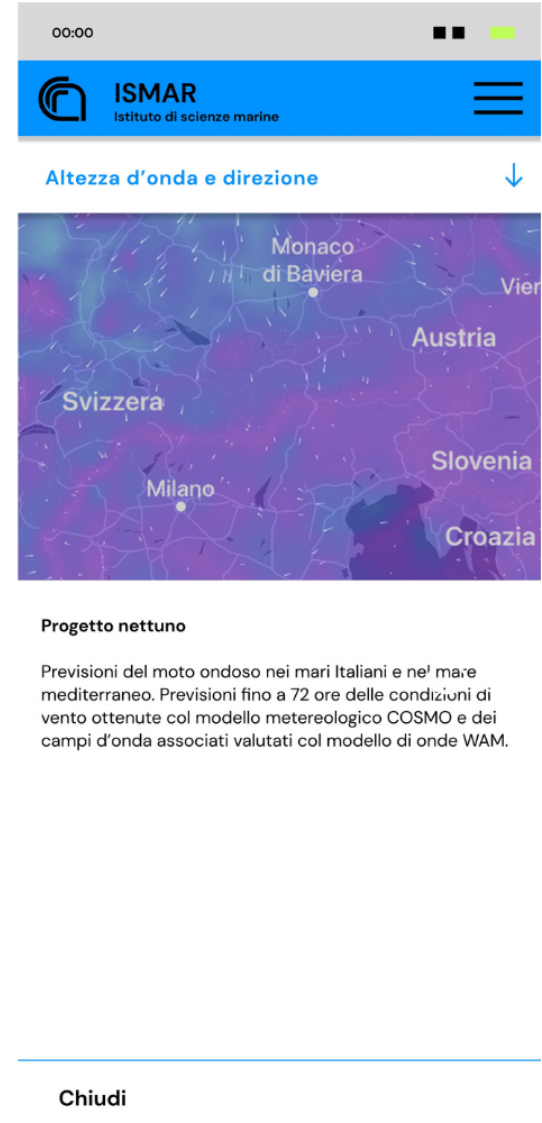 00:00
ISMAR
Istituto di scienze marine
Altezza d'onda e direzione
Monaco
di Baviera
Vier
Austria
Svizzera
Slovenia
Milano
Croazia
Progetto nettuno
Previsioni del moto ondoso nei mari Italiani e nel mare
mediterraneo. Previsioni fino a 72 ore delle condizioni di
vento ottenute col modello metereologico COSMO e dei
campi d'onda associati valutati col modello di onde WAM.
Chiudi